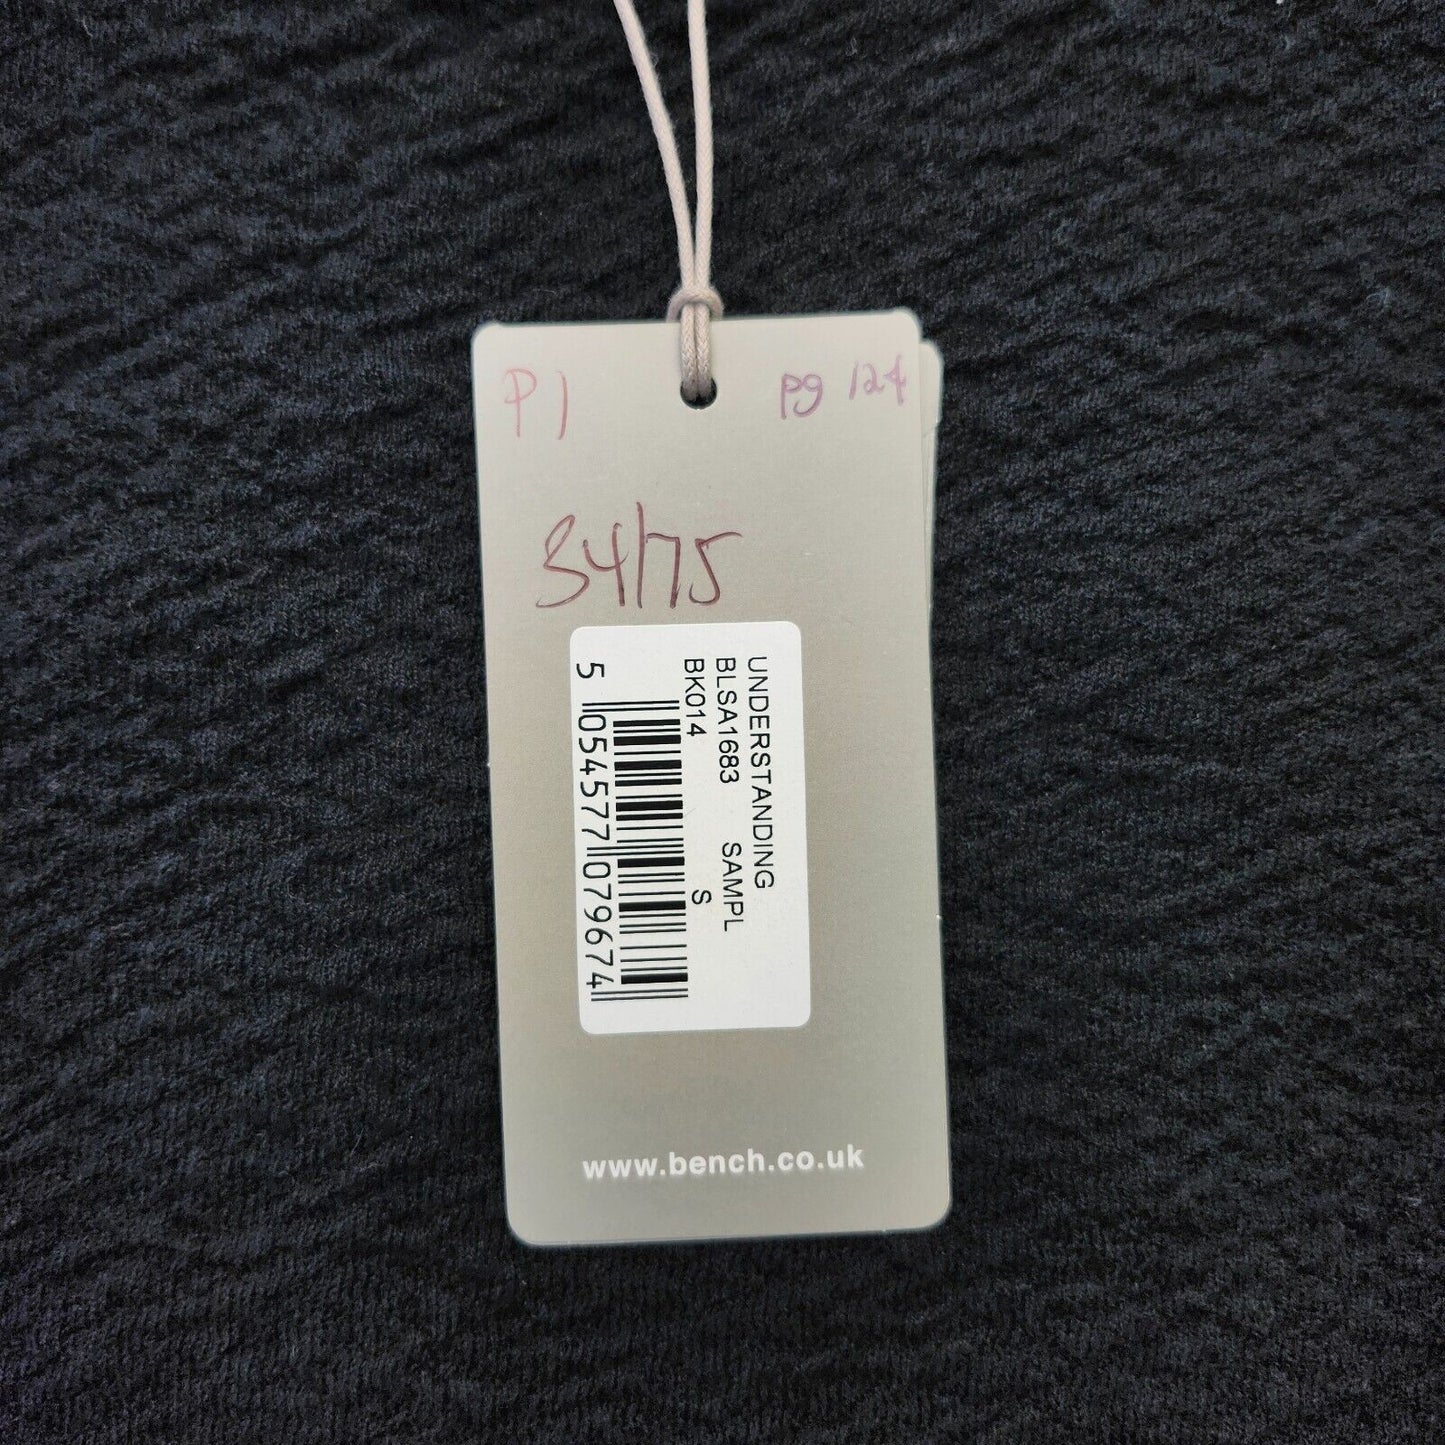 P1
pg 124
34/75
UNDERSTANDING
BLSA1683 SAMPL
BK014 S
5 054577 079674
www.bench.co.uk